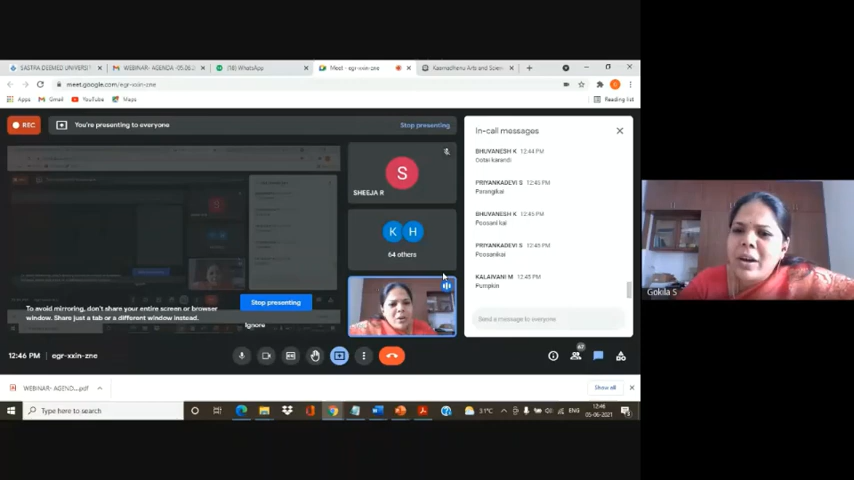 SASTRA DEEMED UNIVERS
WEBINAR- AGENDA -05.06.2
WhatsApp
Meet - egr-xxin-zne
Kaamadhenu Arts and Scien
meet.google.com/egr-xxin-zne
Apps
Gmail
YouTube
Maps
Reading list
REC
You're presenting to everyone
Stop presenting
S
SHEEJA R
K H
64 others
To avoid mirroring, don't share your entire screen or browser
window. Share just a tab or a different window instead.
Stop presenting
Ignore
In-call messages
BHUVANESH K 12:44 PM
PRIYANKADEVI S 12:45 PM
Parangikai
BHUVANESH K 12:45 PM
Poosani kai
PRIYANKADEVI S 12:45 PM
Poosanikai
KALAIVANI M 12:45 PM
Pumpkin
Send a message to everyone
Gokila S
12:46 PM
egr-xxin-zne
67
WEBINAR- AGEND....pdf
Show all
Type here to search
31°C
ENG
12:46
05-06-2021